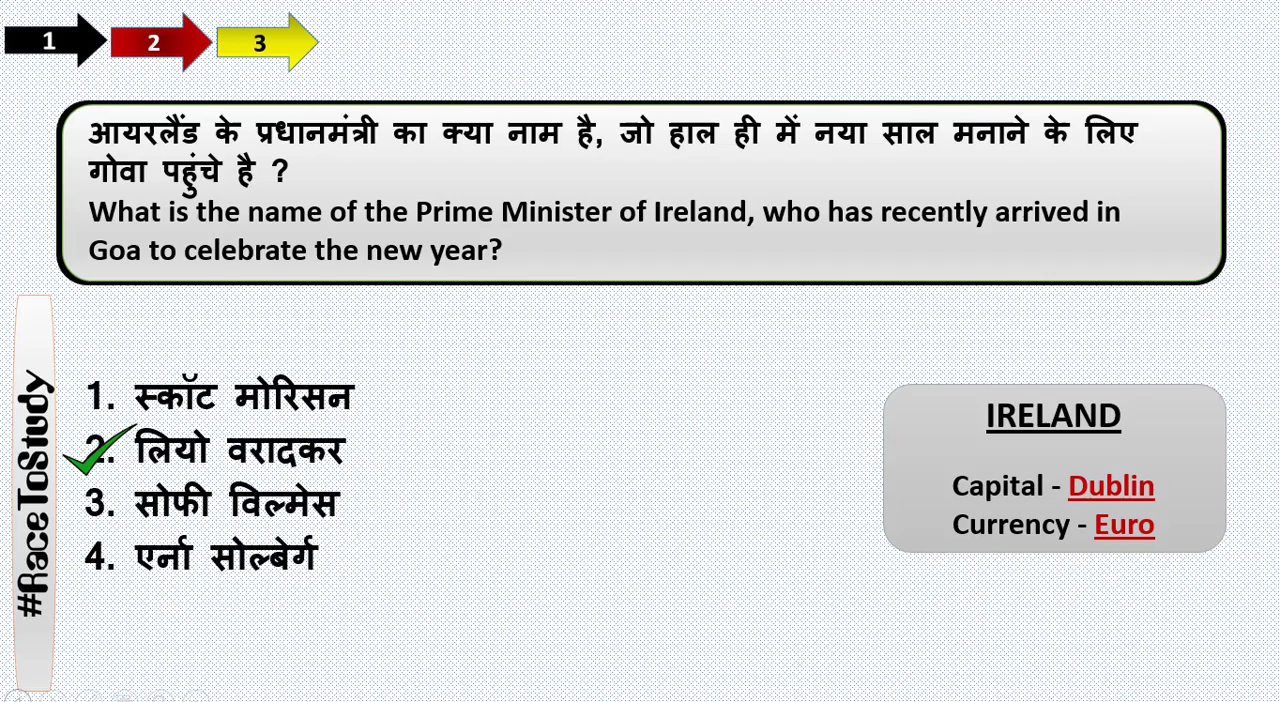 1 2 3
आयरलैंड के प्रधानमंत्री का क्या नाम है, जो हाल ही में नया साल मनाने के लिए
गोवा पहुंचे है ?
What is the name of the Prime Minister of Ireland, who has recently arrived in
Goa to celebrate the new year?
1. स्कॉट मोरिसन
2. लियो वरादकर
3. सोफी विल्मेस
4. एर्ना सोल्बेर्ग
IRELAND
Capital - Dublin
Currency - Euro
#RaceToStudy